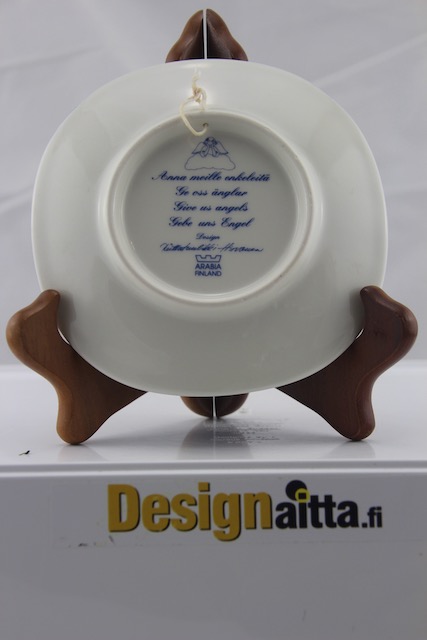 Anna meille enkeleitä
Ge oss änglar
Give us angels
Gebe uns Engel
Design
ARABIA
FINLAND
Designaitta.fi